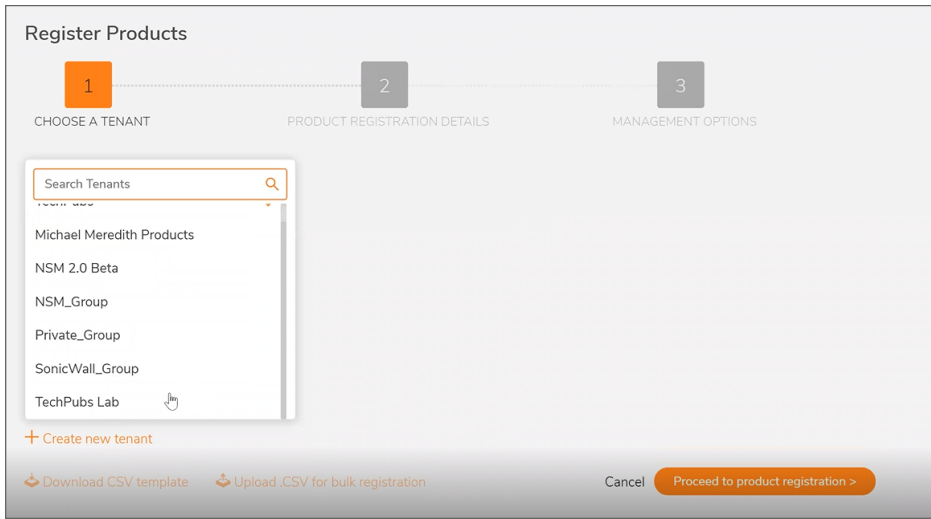 Register Products
1
2
3
CHOOSE A TENANT
PRODUCT REGISTRATION DETAILS
MANAGEMENT OPTIONS
Search Tenants
TechPubs
Michael Meredith Products
NSM 2.0 Beta
NSM_Group
Private_Group
SonicWall_Group
TechPubs Lab
+ Create new tenant
Download CSV template
Upload .CSV for bulk registration
Cancel
Proceed to product registration >